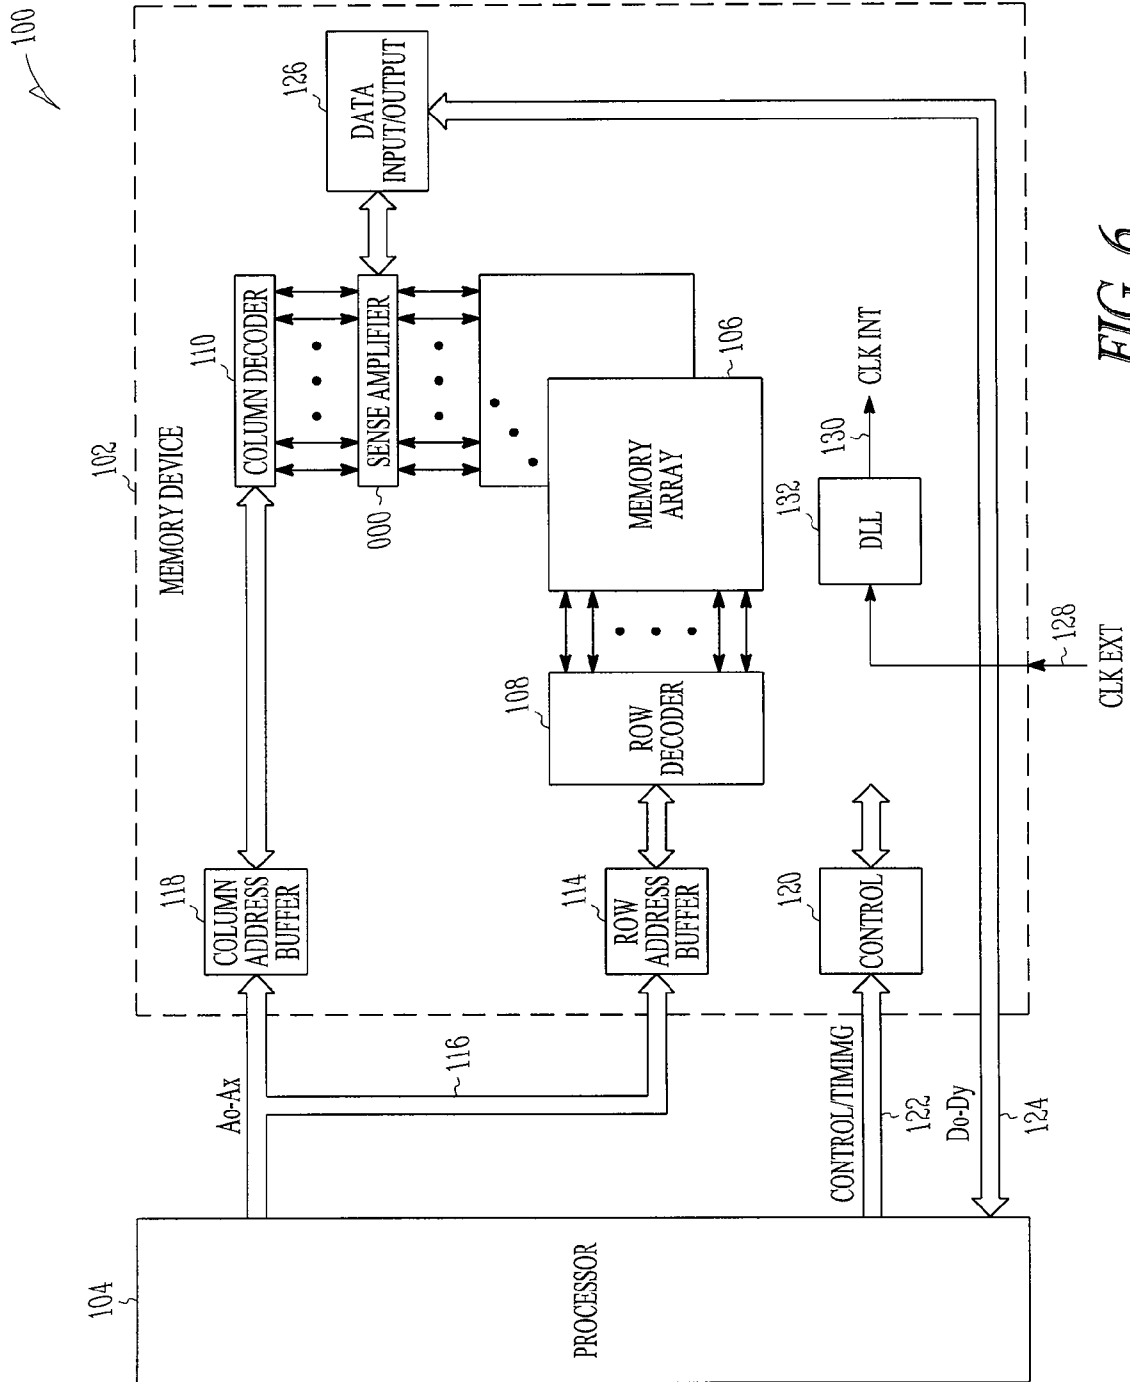 100
102
MEMORY DEVICE
126
DATA
INPUT/OUTPUT
110
COLUMN DECODER
SENSE AMPLIFIER
000
118
COLUMN
ADDRESS
BUFFER
Ao-Ax
116
114
ROW
ADDRESS
BUFFER
108
ROW
DECODER
106
MEMORY
ARRAY
104
PROCESSOR
120
CONTROL
CONTROL/TIMIMG
122
132
DLL
130
CLK INT
128
CLK EXT
Do-Dy
124
FIG. 6